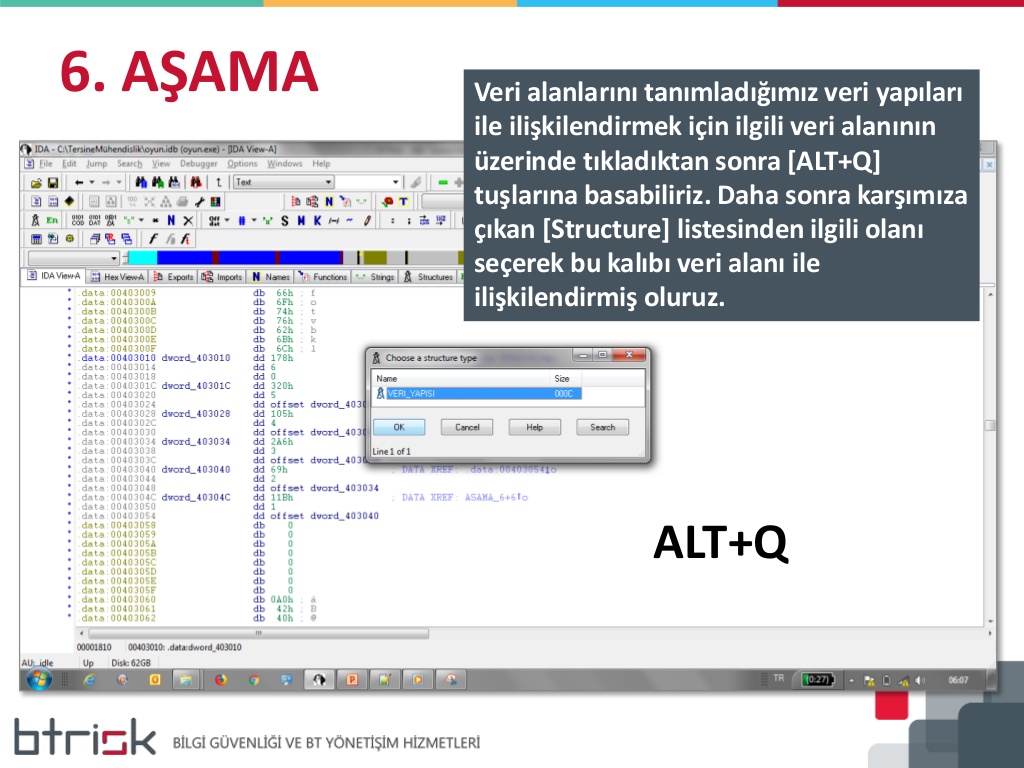 6. AŞAMA
Veri alanlarını tanımladığımız veri yapıları
ile ilişkilendirmek için ilgili veri alanının
üzerinde tıkladıktan sonra [ALT+Q]
tuşlarına basabiliriz. Daha sonra karşımıza
çıkan [Structure] listesinden ilgili olanı
seçerek bu kalıbı veri alanı ile
ilişkilendirmiş oluruz.
IDA - C:\TersineMühendislik\oyun.idb (oyun.exe) - [IDA View-A]
File Edit Jump Search View Debugger Options Windows Help
Text
IDA View-A Hex View-A Exports Imports N Names Functions Strings Structures
.data:00403009 db 66h ; f
.data:0040300A db 6Fh ; o
.data:0040300B db 74h ; t
.data:0040300C db 76h ; v
.data:0040300D db 62h ; b
.data:0040300E db 6Bh ; k
.data:0040300F db 6Ch ; l
.data:00403010 dword_403010 dd 178h
.data:00403014 dd 6
.data:00403018 dd 0
.data:0040301C dword_40301C dd 320h
.data:00403020 dd 5
.data:00403024 dd offset dword_4030
.data:00403028 dword_403028 dd 105h
.data:0040302C dd 4
.data:00403030 dd offset dword_4030
.data:00403034 dword_403034 dd 2A6h
.data:00403038 dd 3
.data:0040303C dd offset dword_4030
.data:00403040 dword_403040 dd 69h ; DATA XREF: .data:00403054↓o
.data:00403044 dd 2
.data:00403048 dd offset dword_403034
.data:0040304C dword_40304C dd 11Bh ; DATA XREF: ASAMA_6+6↑o
.data:00403050 dd 1
.data:00403054 dd offset dword_403040
.data:00403058 db 0
.data:00403059 db 0
.data:0040305A db 0
.data:0040305B db 0
.data:0040305C db 0
.data:0040305D db 0
.data:0040305E db 0
.data:0040305F db 0
.data:00403060 db 0A0h ; á
.data:00403061 db 42h ; B
.data:00403062 db 40h ; @
Choose a structure type
Name Size
VERI_YAPISI 000C
OK Cancel Help Search
Line 1 of 1
ALT+Q
00001810 00403010: .data:dword_403010
AU: idle Up Disk: 62GB
TR (0:27) 06:07
btrisk BİLGİ GÜVENLİĞİ VE BT YÖNETİŞİM HİZMETLERİ